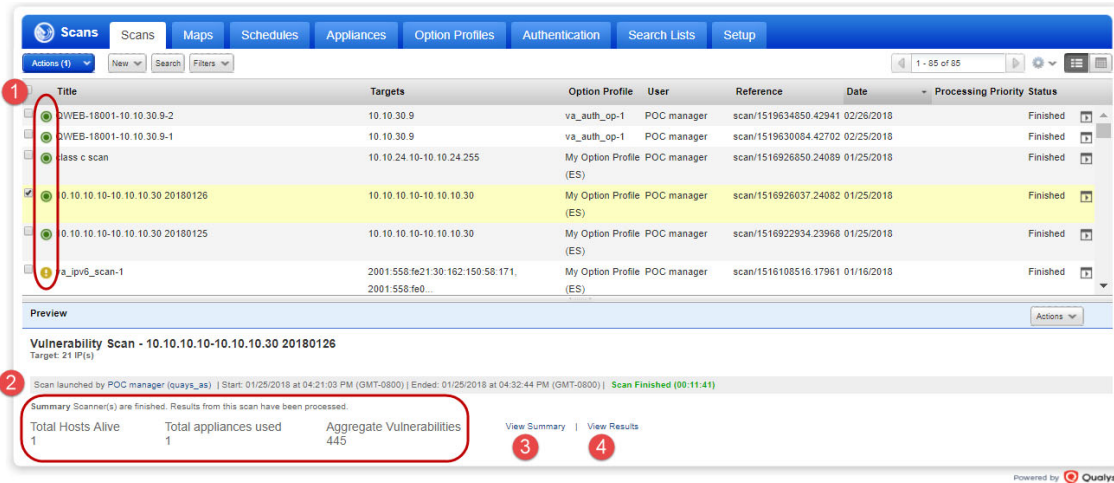 Scans Scans Maps Schedules Appliances Option Profiles Authentication Search Lists Setup
Actions (1) New Search Filters 1 - 85 of 85
1 Title Targets Option Profile User Reference Date Processing Priority Status
QWEB-18001-10.10.30.9-2 10.10.30.9 va_auth_op-1 POC manager scan/1519634850.42941 02/26/2018 Finished
QWEB-18001-10.10.30.9-1 10.10.30.9 va_auth_op-1 POC manager scan/1519630084.42702 02/25/2018 Finished
class c scan 10.10.24.10-10.10.24.255 My Option Profile POC manager scan/1516926850.24089 01/25/2018 Finished
(ES)
10.10.10.10-10.10.10.30 20180126 10.10.10.10-10.10.10.30 My Option Profile POC manager scan/1516926037.24082 01/25/2018 Finished
(ES)
10.10.10.10-10.10.10.30 20180125 10.10.10.10-10.10.10.30 My Option Profile POC manager scan/1516922934.23968 01/25/2018 Finished
(ES)
va_ipv6_scan-1 2001:558:fe21:30:162:150:58:171, My Option Profile POC manager scan/1516108516.17961 01/16/2018 Finished
2001:558:fe0... (ES)
Preview Actions
Vulnerability Scan - 10.10.10.10-10.10.10.30 20180126
Target: 21 IP(s)
2 Scan launched by POC manager (quays_as) | Start: 01/25/2018 at 04:21:03 PM (GMT-0800) | Ended: 01/25/2018 at 04:32:44 PM (GMT-0800) | Scan Finished (00:11:41)
Summary Scanner(s) are finished. Results from this scan have been processed.
Total Hosts Alive Total appliances used Aggregate Vulnerabilities View Summary | View Results
1 1 445 3 4
Powered by Qualys